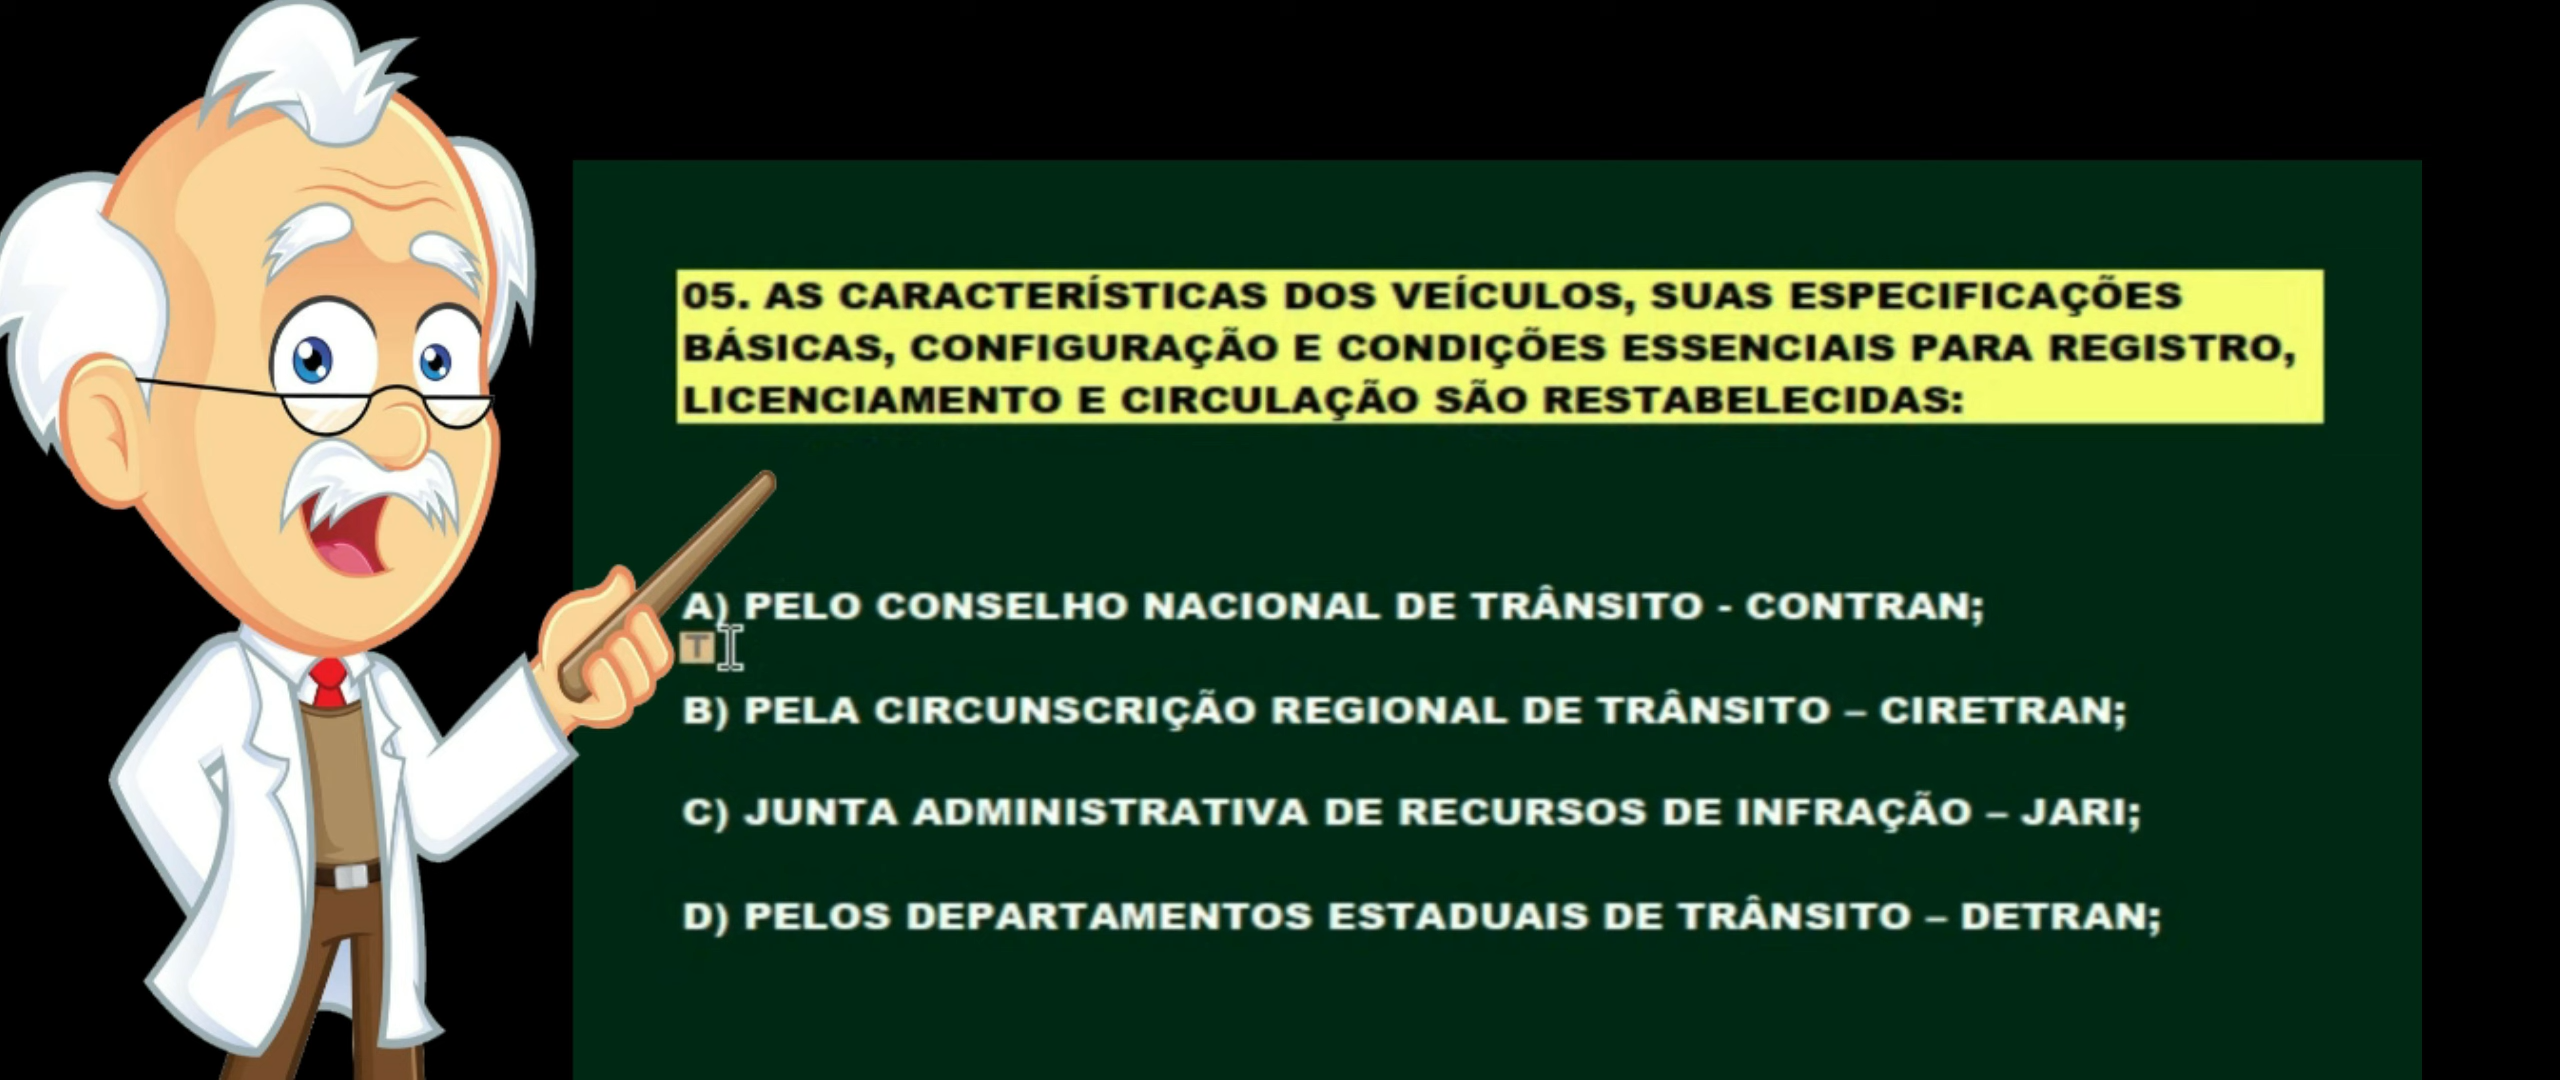 05. AS CARACTERÍSTICAS DOS VEÍCULOS, SUAS ESPECIFICAÇÕES
BÁSICAS, CONFIGURAÇÃO E CONDIÇÕES ESSENCIAIS PARA REGISTRO,
LICENCIAMENTO E CIRCULAÇÃO SÃO RESTABELECIDAS:
A) PELO CONSELHO NACIONAL DE TRÂNSITO - CONTRAN;
T
B) PELA CIRCUNSCRIÇÃO REGIONAL DE TRÂNSITO – CIRETRAN;
C) JUNTA ADMINISTRATIVA DE RECURSOS DE INFRAÇÃO – JARI;
D) PELOS DEPARTAMENTOS ESTADUAIS DE TRÂNSITO – DETRAN;